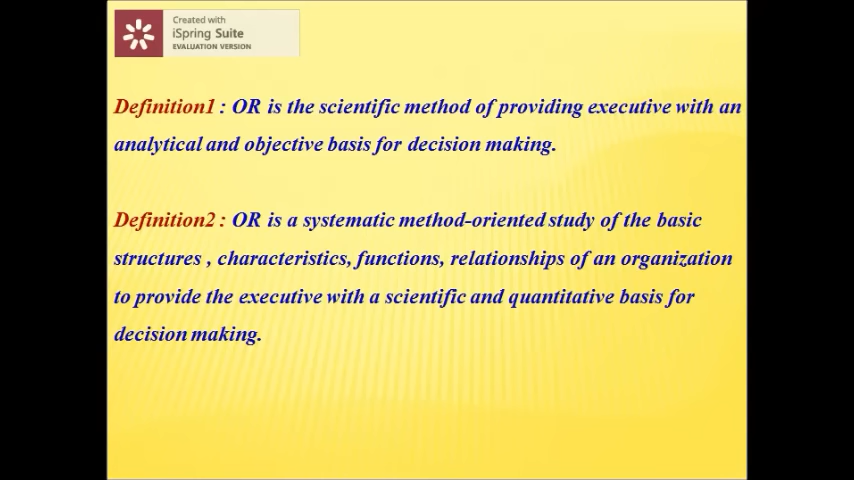 Created with
iSpring Suite
EVALUATION VERSION
Definition1 : OR is the scientific method of providing executive with an
analytical and objective basis for decision making.
Definition2 : OR is a systematic method-oriented study of the basic
structures , characteristics, functions, relationships of an organization
to provide the executive with a scientific and quantitative basis for
decision making.